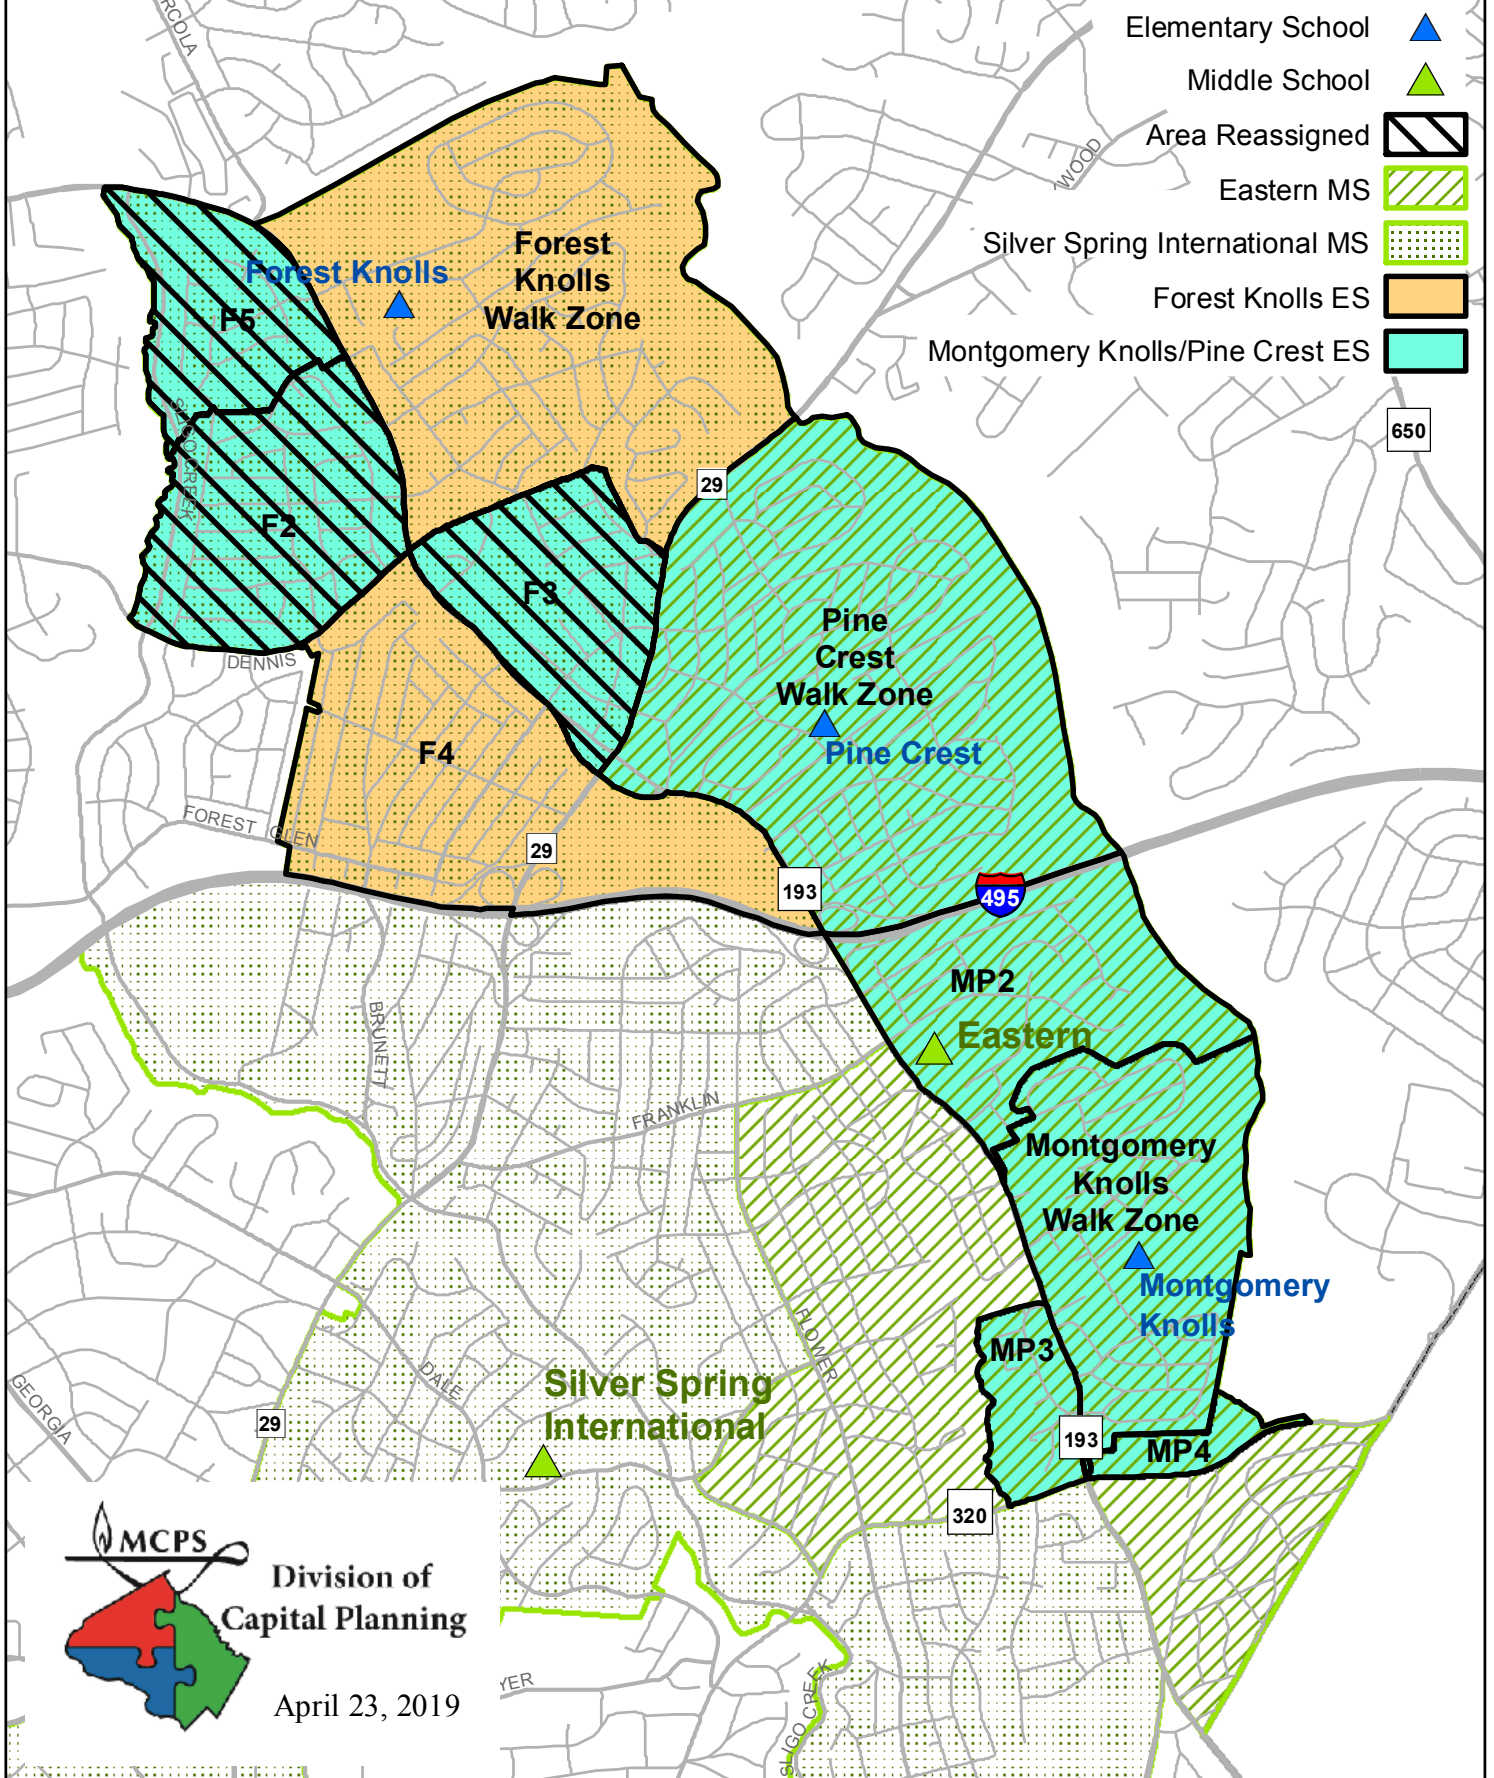 Elementary School
Middle School
Area Reassigned
Eastern MS
Silver Spring International MS
Forest Knolls ES
Montgomery Knolls/Pine Crest ES
RCOLA
WOOD
Forest
Knolls
Walk Zone
Forest Knolls
F5
650
29
SLIGO CREEK
F2
F3
Pine
Crest
Walk Zone
Pine Crest
DENNIS
F4
FOREST GLEN
29
193
495
MP2
Eastern
BRUNETT
FRANKLIN
Montgomery
Knolls
Walk Zone
Montgomery
Knolls
MP3
FLOWER
DALE
Silver Spring
International
GEORGIA
29
193
MP4
320
MCPS
Division of
Capital Planning
April 23, 2019
YER
SLIGO CREEK